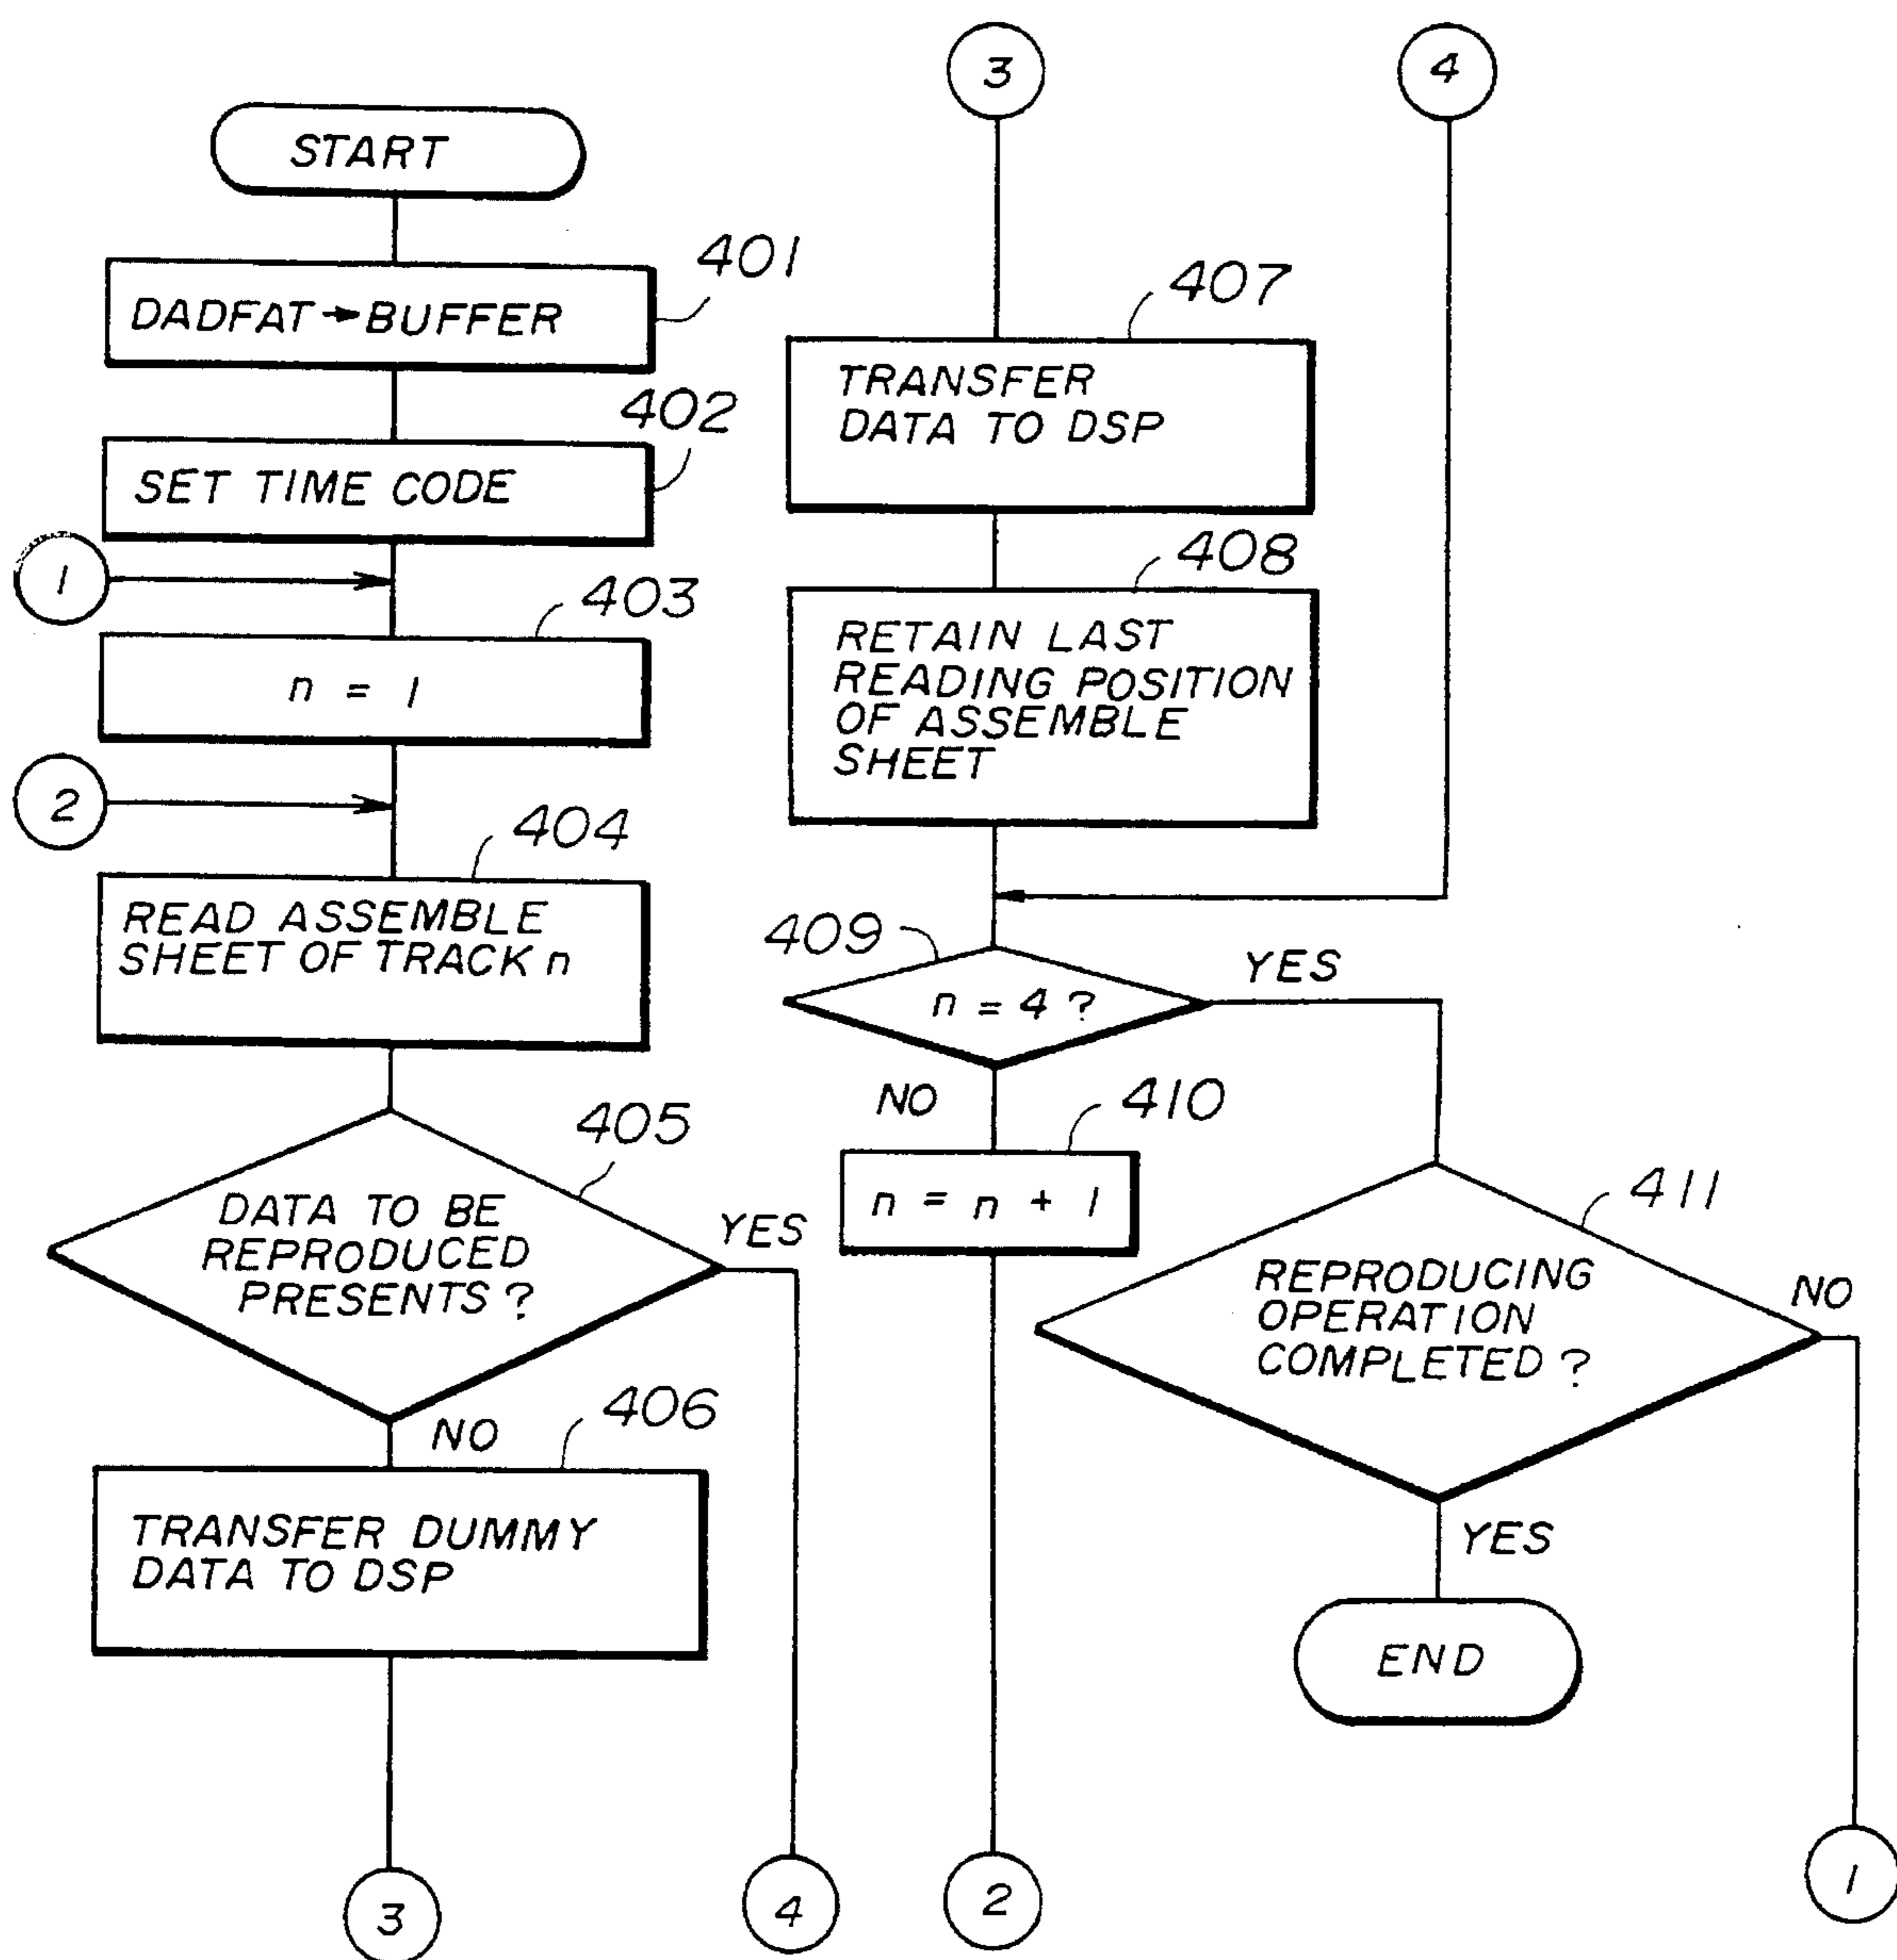 START
401
DADFAT→BUFFER
402
SET TIME CODE
1
403
n = 1
2
404
READ ASSEMBLE
SHEET OF TRACK n
405
DATA TO BE
REPRODUCED
PRESENTS?
YES
NO
406
TRANSFER DUMMY
DATA TO DSP
3
4
3
4
407
TRANSFER
DATA TO DSP
408
RETAIN LAST
READING POSITION
OF ASSEMBLE
SHEET
409
n = 4 ?
YES
NO
410
n = n + 1
2
411
REPRODUCING
OPERATION
COMPLETED ?
NO
YES
END
1